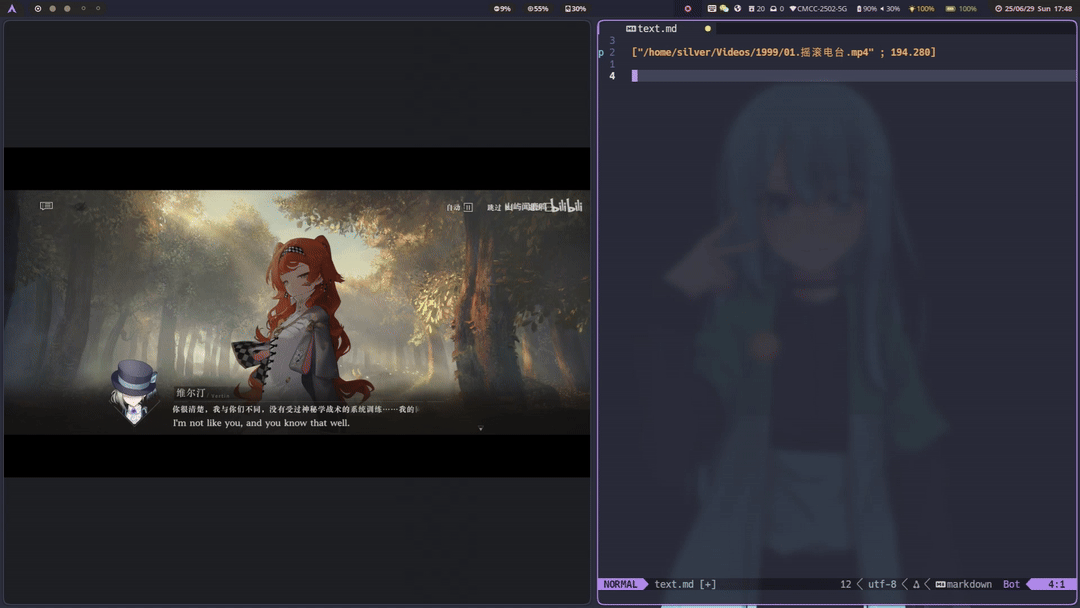 9% 55% 30% 20 0 CMCC-2502-5G 90% 30% 100% 100% 25/06/29 Sun 17:48
text.md
3
p 2 ["/home/silver/Videos/1999/01.摇滚电台.mp4" ; 194.280]
1
4
自动 跳过 bilibili
维尔汀 / Vertin
你很清楚，我与你们不同，没有受过神秘学战术的系统训练……我的
I'm not like you, and you know that well.
NORMAL text.md [+] 12 utf-8 markdown Bot 4:1